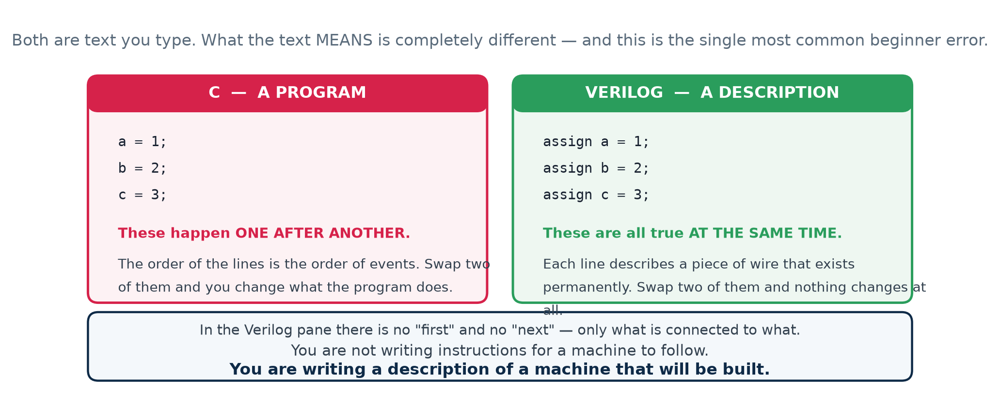 Both are text you type. What the text MEANS is completely different — and this is the single most common beginner error.
C — A PROGRAM
a = 1;
b = 2;
c = 3;
These happen ONE AFTER ANOTHER.
The order of the lines is the order of events. Swap two
of them and you change what the program does.
VERILOG — A DESCRIPTION
assign a = 1;
assign b = 2;
assign c = 3;
These are all true AT THE SAME TIME.
Each line describes a piece of wire that exists
permanently. Swap two of them and nothing changes at
all.
In the Verilog pane there is no "first" and no "next" — only what is connected to what.
You are not writing instructions for a machine to follow.
You are writing a description of a machine that will be built.